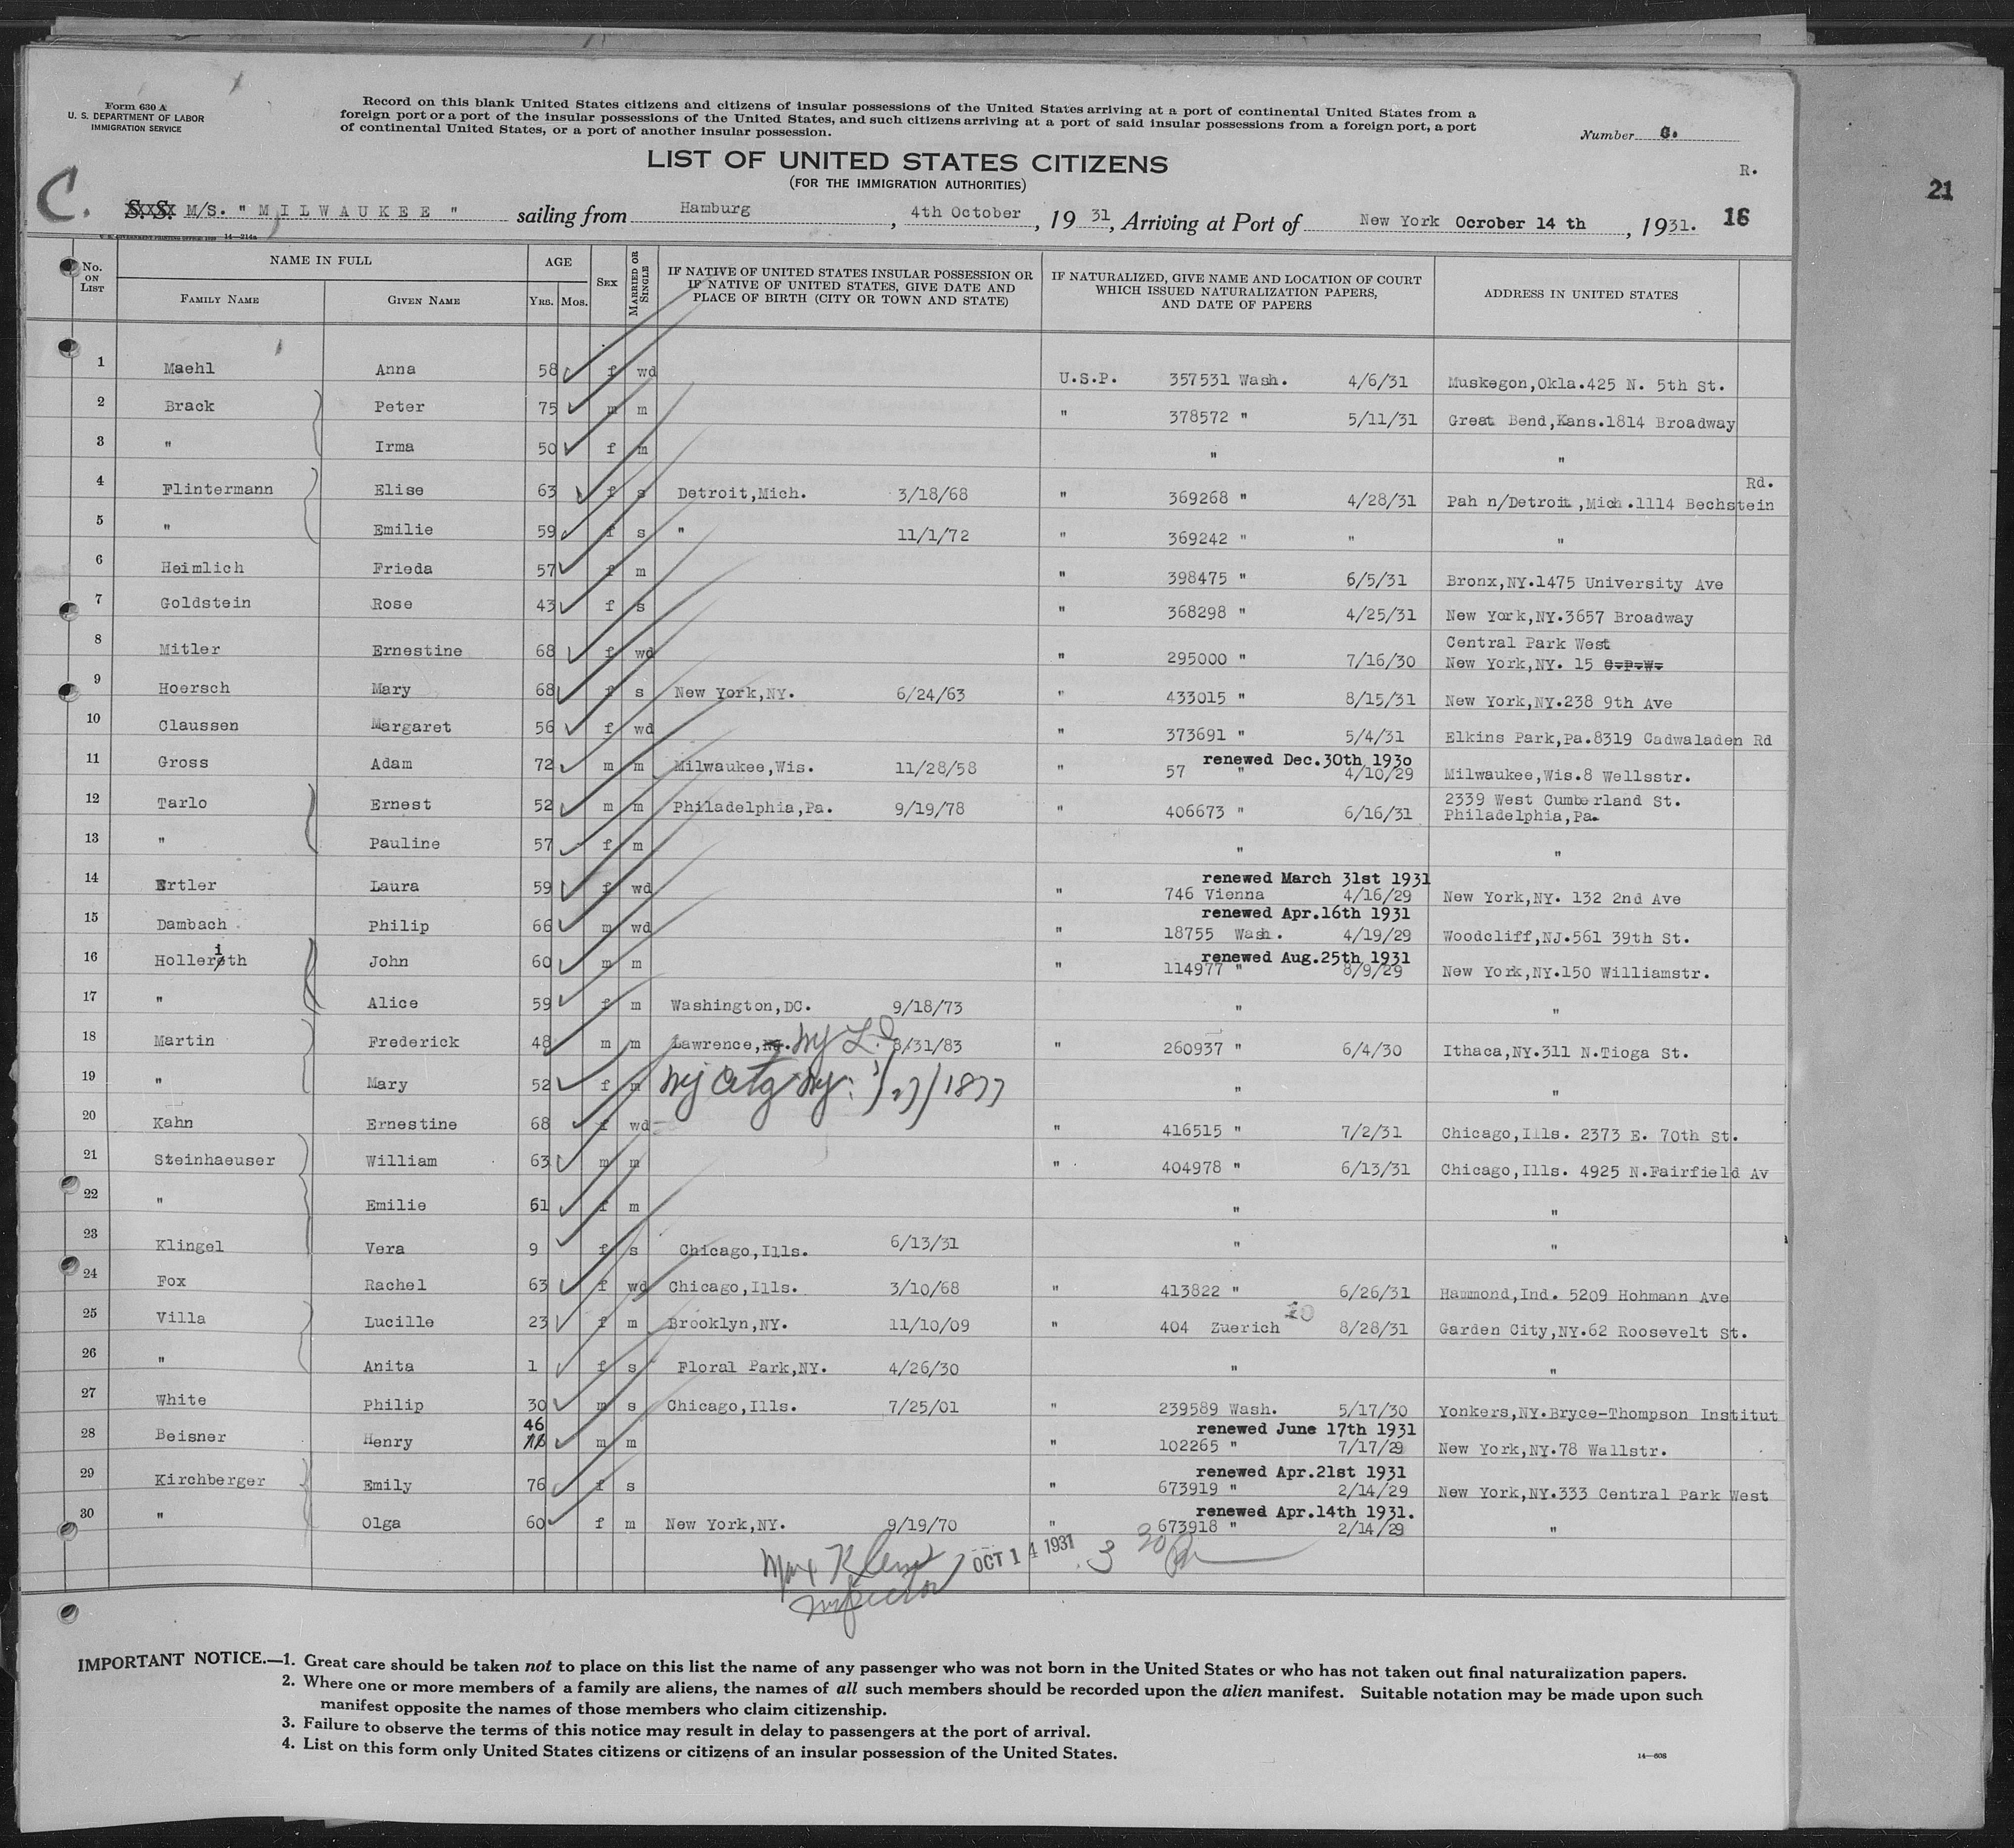 Form 630 A
U. S. DEPARTMENT OF LABOR
IMMIGRATION SERVICE
Record on this blank United States citizens and citizens of insular possessions of the United States arriving at a port of continental United States from a
foreign port or a port of the insular possessions of the United States, and such citizens arriving at a port of said insular possessions from a foreign port, a port
of continental United States, or a port of another insular possession.
Number
LIST OF UNITED STATES CITIZENS
(FOR THE IMMIGRATION AUTHORITIES)
R.
21
C.
S. S. M/S. " MILWAUKEE " sailing from Hamburg, 4th October, 19 31, Arriving at Port of New York Ocrober 14 th, 1931. 16
14—214a
No. ON LIST
NAME IN FULL
FAMILY NAME
GIVEN NAME
AGE
YRS. MOS.
SEX
MARRIED OR SINGLE
IF NATIVE OF UNITED STATES INSULAR POSSESSION OR
IF NATIVE OF UNITED STATES, GIVE DATE AND
PLACE OF BIRTH (CITY OR TOWN AND STATE)
IF NATURALIZED, GIVE NAME AND LOCATION OF COURT
WHICH ISSUED NATURALIZATION PAPERS,
AND DATE OF PAPERS
ADDRESS IN UNITED STATES
1 Maehl Anna 58 f wd U.S.P. 357531 Wash. 4/6/31 Muskegon,Okla.425 N. 5th St.
2 Brack Peter 75 m m " 378572 " 5/11/31 Great Bend,Kans.1814 Broadway
3 " Irma 50 f m " "
4 Flintermann Elise 63 f s Detroit,Mich. 3/18/68 " 369268 " 4/28/31 Pah n/Detroit,Mich.1114 Bechstein Rd.
5 " Emilie 59 f s " 11/1/72 " 369242 " " "
6 Heimlich Frieda 57 f m " 398475 " 6/5/31 Bronx,NY.1475 University Ave
7 Goldstein Rose 43 f s " 368298 " 4/25/31 New York,NY.3657 Broadway
8 Mitler Ernestine 68 f wd " 295000 " 7/16/30 Central Park West
New York,NY. 15 C.P.W.
9 Hoersch Mary 68 f s New York,NY. 6/24/63 " 433015 " 8/15/31 New York,NY.238 9th Ave
10 Claussen Margaret 56 f wd " 373691 " 5/4/31 Elkins Park,Pa.8319 Cadwaladen Rd
renewed Dec.30th 1930
11 Gross Adam 72 m m Milwaukee,Wis. 11/28/58 " 57 " 4/10/29 Milwaukee,Wis.8 Wellsstr.
12 Tarlo Ernest 52 m m Philadelphia,Pa. 9/19/78 " 406673 " 6/16/31 2339 West Cumberland St.
Philadelphia,Pa.
13 " Pauline 57 f m " "
renewed March 31st 1931
14 Ertler Laura 59 f wd " 746 Vienna 4/16/29 New York,NY. 132 2nd Ave
renewed Apr.16th 1931
15 Dambach Philip 66 m wd " 18755 Wash. 4/19/29 Woodcliff,NJ.561 39th St.
renewed Aug.25th 1931
16 Hollerith John 60 m m " 114977 " 8/9/29 New York,NY.150 Williamstr.
17 " Alice 59 f m Washington,DC. 9/18/73 " "
18 Martin Frederick 48 m m Lawrence, NY L.I. 8/31/83 " 260937 " 6/4/30 Ithaca,NY.311 N.Tioga St.
19 " Mary 52 f m NY City NY. 1/27/1877 " "
20 Kahn Ernestine 68 f wd " 416515 " 7/2/31 Chicago,Ills. 2373 E. 70th St.
21 Steinhaeuser William 63 m m " 404978 " 6/13/31 Chicago,Ills. 4925 N.Fairfield Av
22 " Emilie 61 f m " "
23 Klingel Vera 9 f s Chicago,Ills. 6/13/31 " "
24 Fox Rachel 63 f wd Chicago,Ills. 3/10/68 " 413822 " 6/26/31 Hammond,Ind. 5209 Hohmann Ave
25 Villa Lucille 23 f m Brooklyn,NY. 11/10/09 " 404 Zuerich 8/28/31 Garden City,NY.62 Roosevelt St.
26 " Anita 1 f s Floral Park,NY. 4/26/30 " "
27 White Philip 30 m s Chicago,Ills. 7/25/01 " 239589 Wash. 5/17/30 Yonkers,NY.Bryce-Thompson Institut
renewed June 17th 1931
28 Beisner Henry 46 m m " 102265 " 7/17/29 New York,NY.78 Wallstr.
renewed Apr.21st 1931
29 Kirchberger Emily 76 f s " 673919 " 2/14/29 New York,NY.333 Central Park West
renewed Apr.14th 1931.
30 " Olga 60 f m New York,NY. 9/19/70 " 673918 " 2/14/29 "
Max Klein OCT 14 1931 3 30
Inspector
IMPORTANT NOTICE.—1. Great care should be taken not to place on this list the name of any passenger who was not born in the United States or who has not taken out final naturalization papers.
2. Where one or more members of a family are aliens, the names of all such members should be recorded upon the alien manifest. Suitable notation may be made upon such
manifest opposite the names of those members who claim citizenship.
3. Failure to observe the terms of this notice may result in delay to passengers at the port of arrival.
4. List on this form only United States citizens or citizens of an insular possession of the United States.
14—608